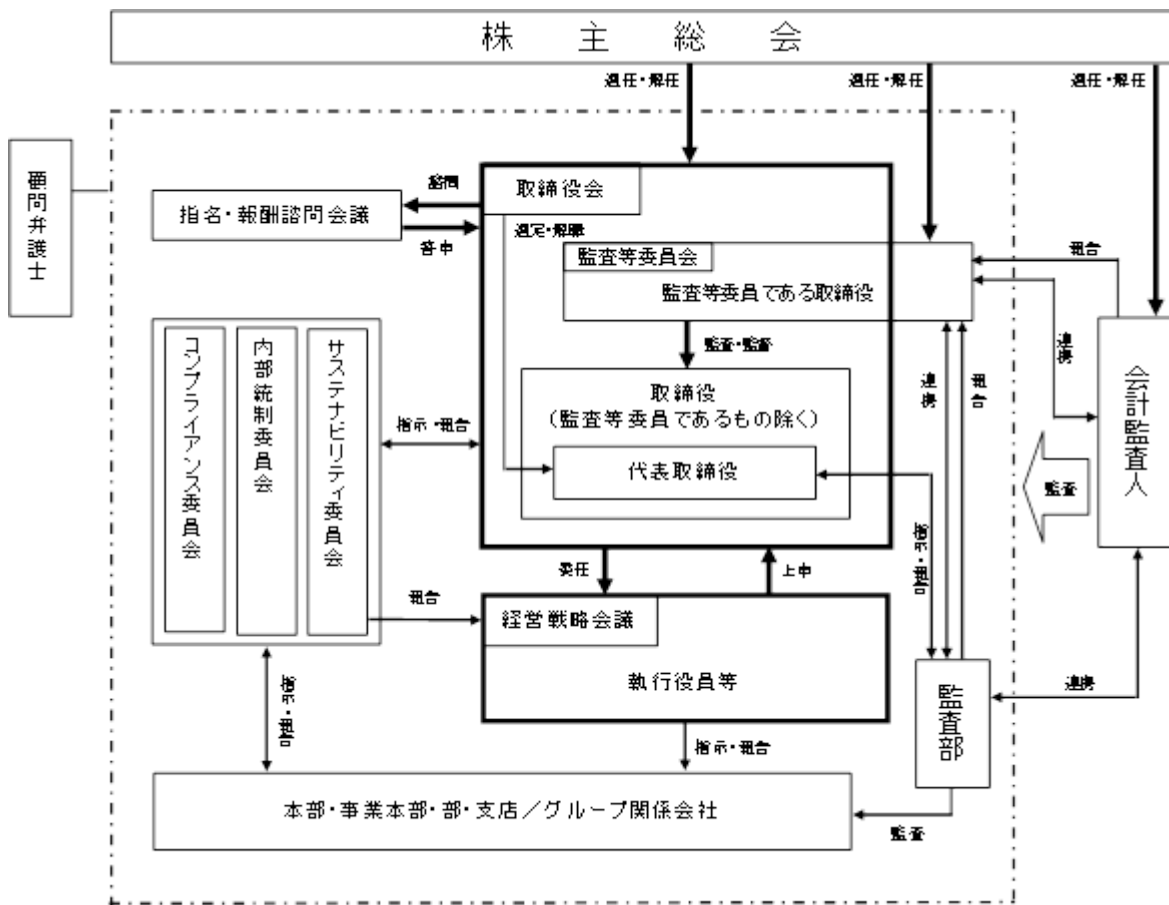 株主総会
選任・解任
選任・解任
選任・解任
顧問弁護士
諮問
指名・報酬諮問会議
答申
取締役会
選定・解職
監査等委員会
監査等委員である取締役
報告
連携
監査・監督
取締役
(監査等委員であるもの除く)
代表取締役
連携
報告
会計監査人
監査
コンプライアンス委員会
内部統制委員会
サステナビリティ委員会
指示・報告
指示・報告
委任
上申
報告
経営戦略会議
執行役員等
監査部
連携
指示・報告
指示・報告
本部・事業本部・部・支店/グループ関係会社
監査